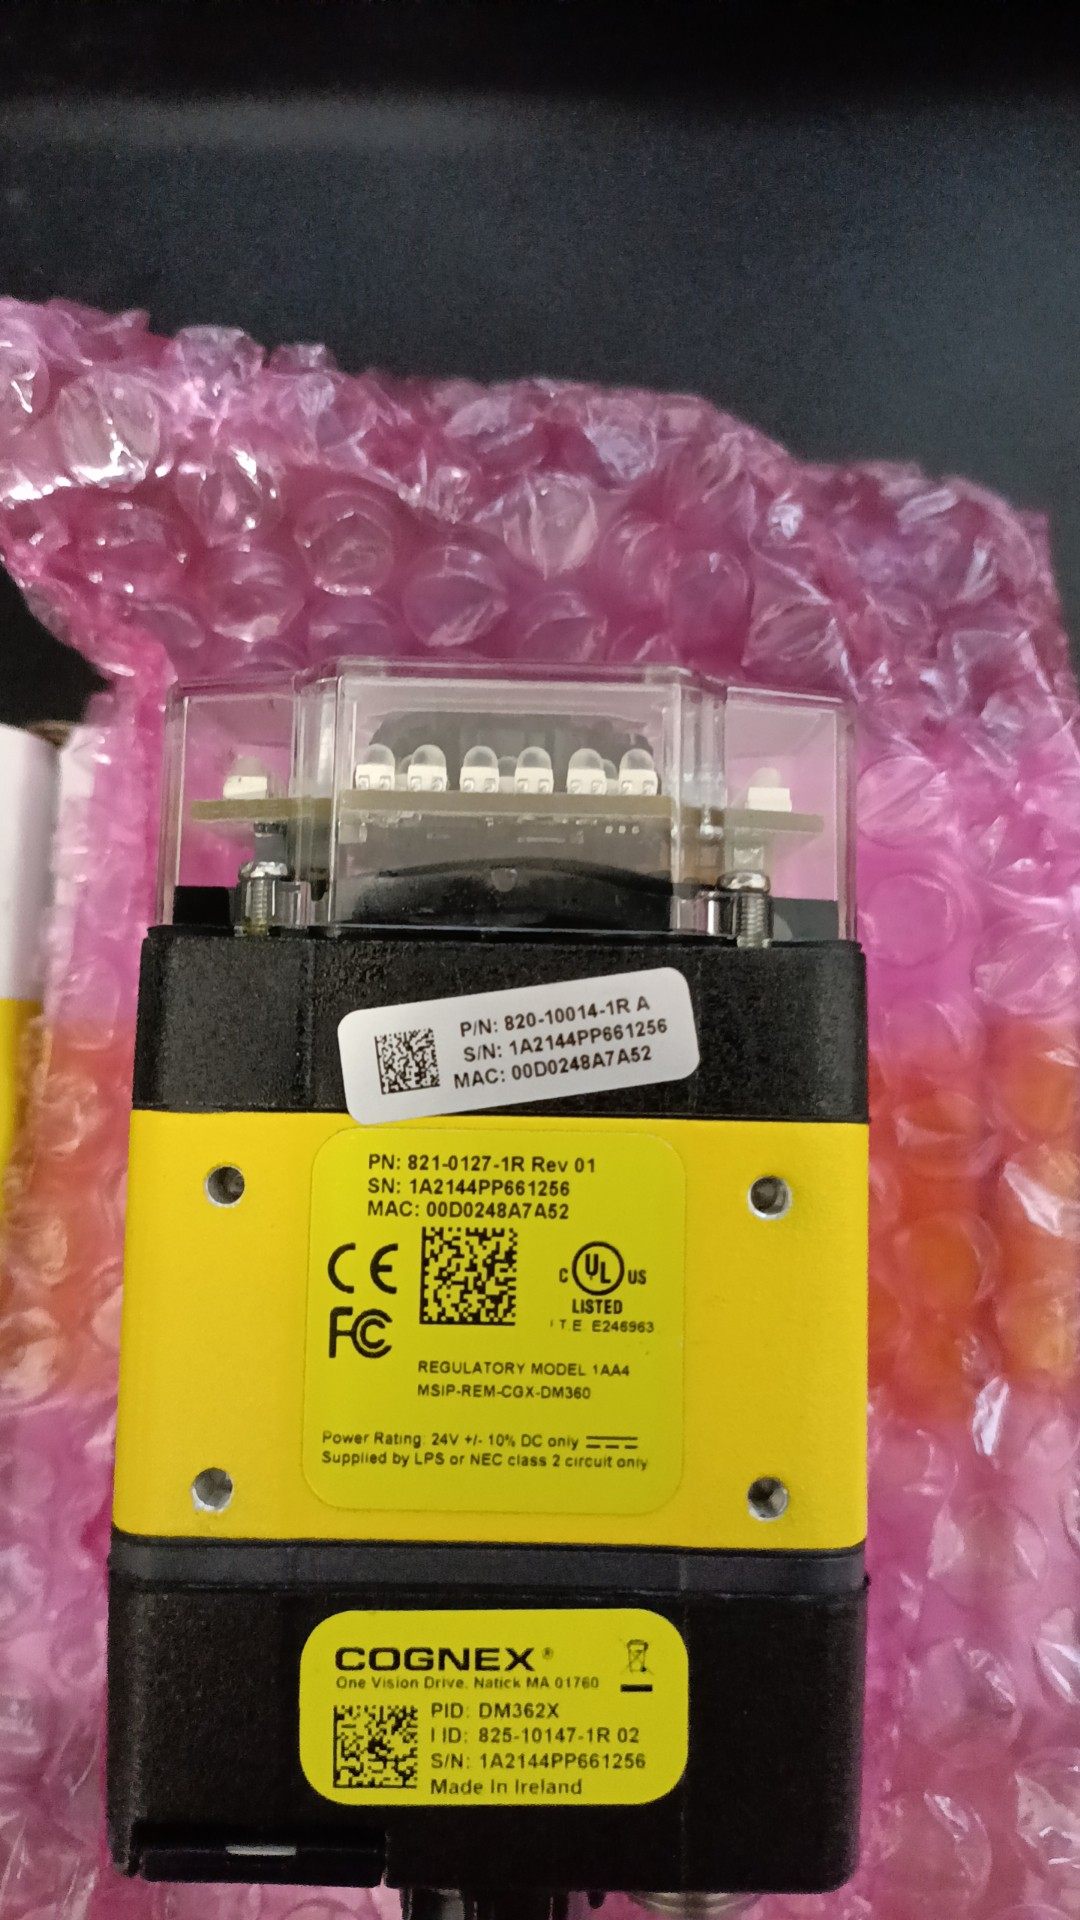 P/N: 820-10014-1R A
S/N: 1A2144PP661256
MAC: 00D0248A7A52
PN: 821-0127-1R Rev 01
SN: 1A2144PP661256
MAC: 00D0248A7A52
CE
FC
C UL US
LISTED
I.T.E E246963
REGULATORY MODEL 1AA4
MSIP-REM-CGX-DM360
Power Rating: 24V +/- 10% DC only
Supplied by LPS or NEC class 2 circuit only
COGNEX®
One Vision Drive, Natick MA 01760
PID: DM362X
IID: 825-10147-1R 02
S/N: 1A2144PP661256
Made In Ireland